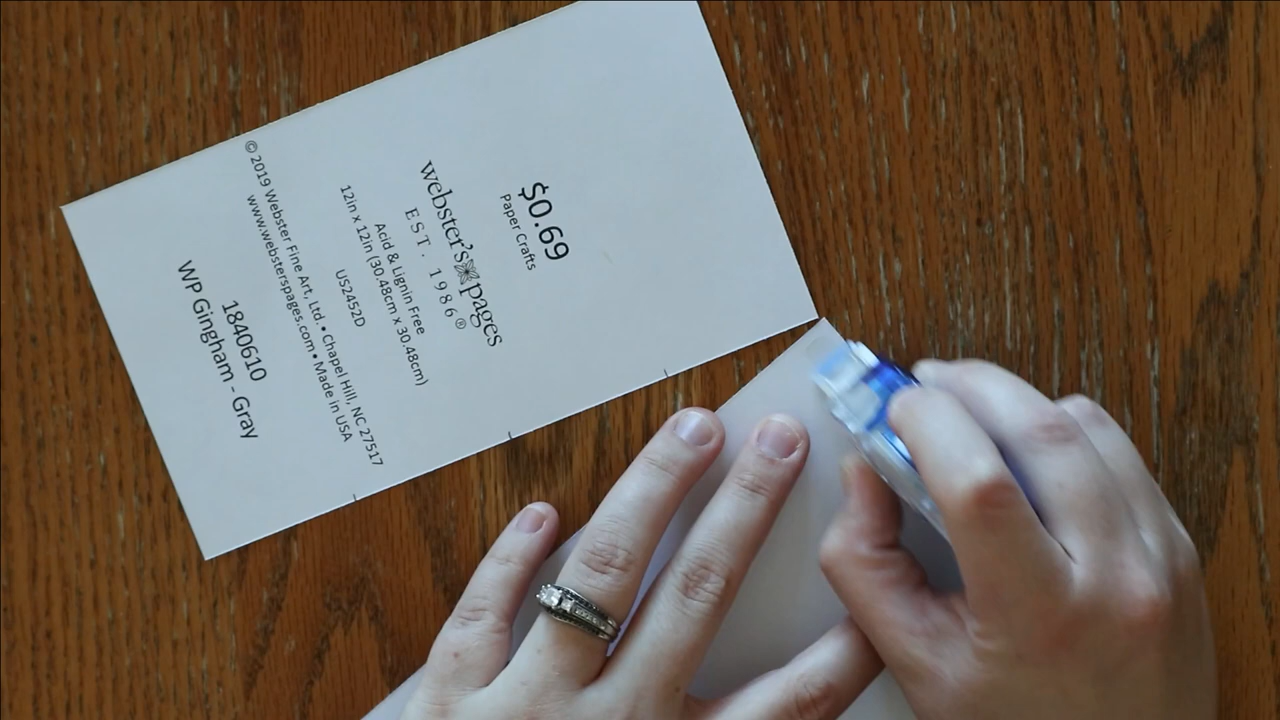 $0.69
Paper Crafts
webster's pages
EST. 1986®
Acid & Lignin Free
12in x 12in (30.48cm x 30.48cm)
US2452D
© 2019 Webster Fine Art, Ltd. • Chapel Hill, NC 27517
www.websterspages.com • Made in USA
1840610
WP Gingham - Gray